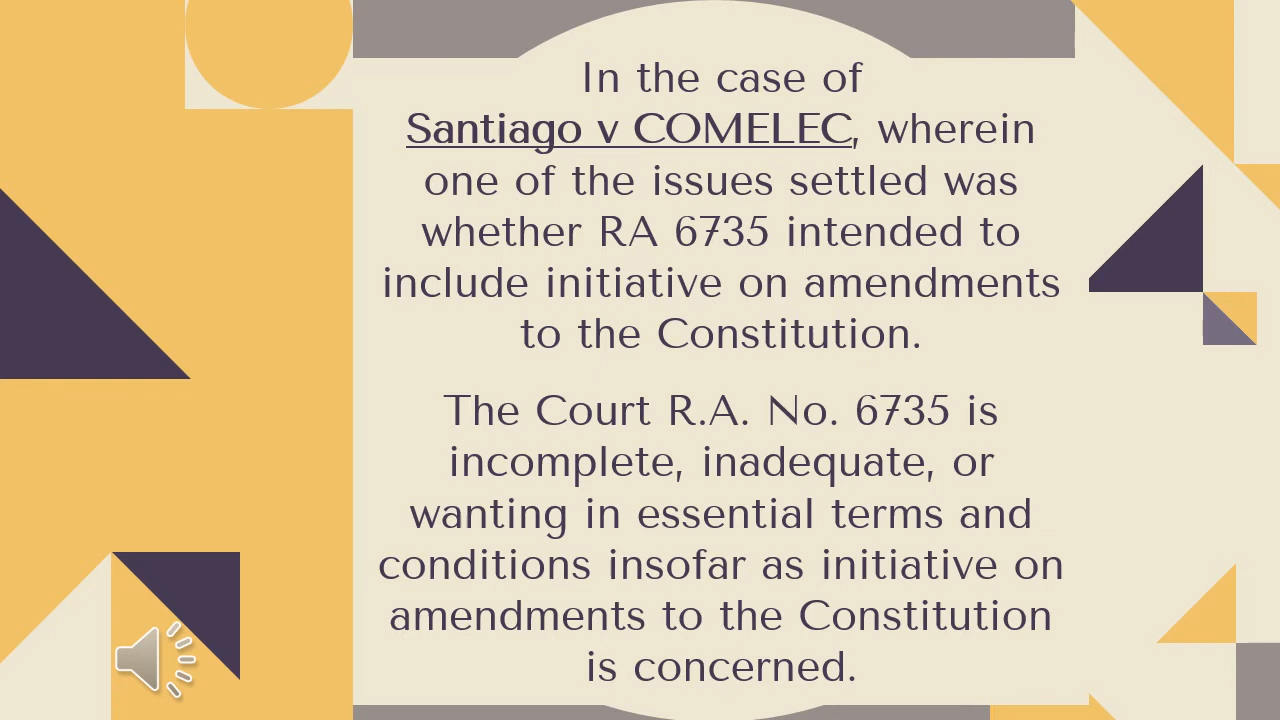 In the case of
Santiago v COMELEC, wherein
one of the issues settled was
whether RA 6735 intended to
include initiative on amendments
to the Constitution.
The Court R.A. No. 6735 is
incomplete, inadequate, or
wanting in essential terms and
conditions insofar as initiative on
amendments to the Constitution
is concerned.